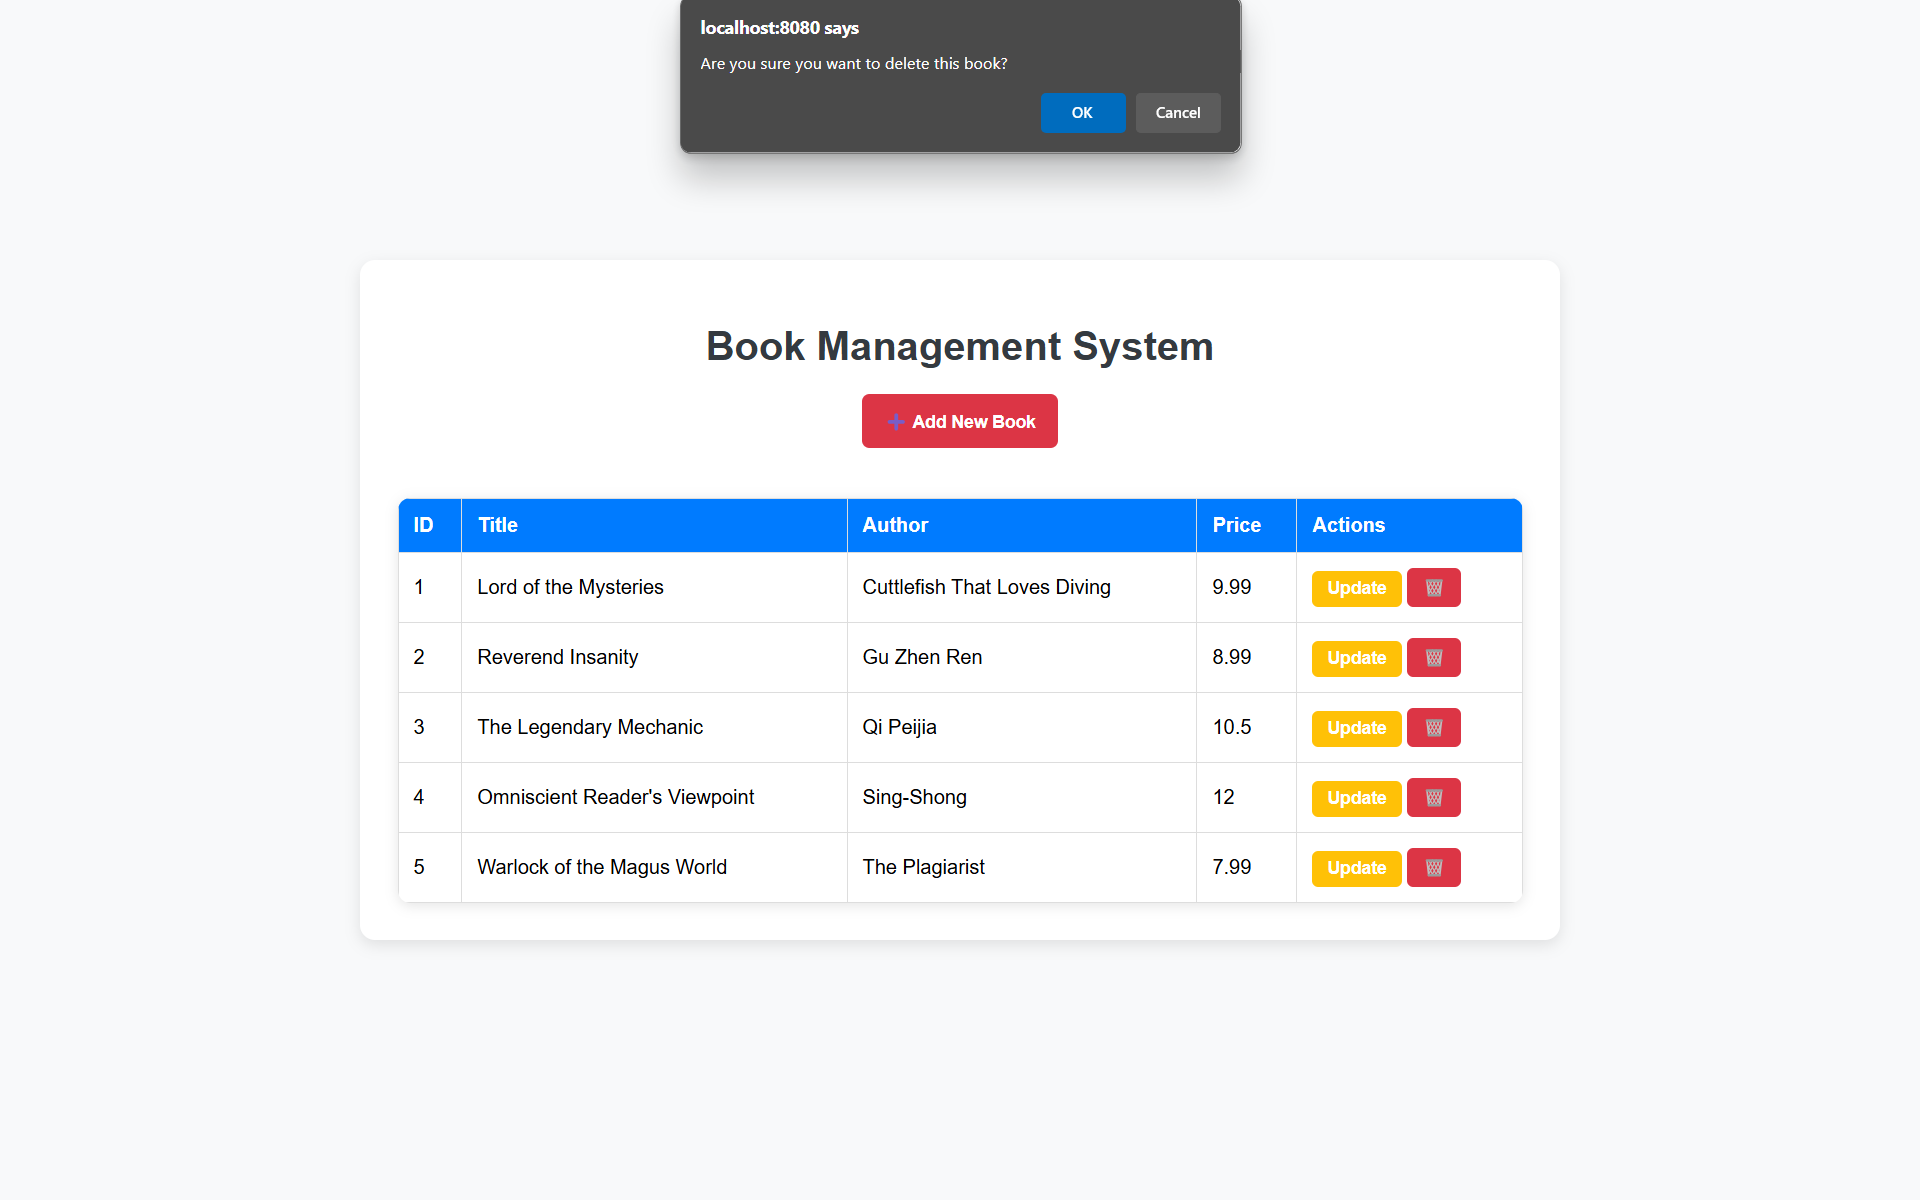 localhost:8080 says
Are you sure you want to delete this book?
OK Cancel
Book Management System
➕ Add New Book
ID Title Author Price Actions
1 Lord of the Mysteries Cuttlefish That Loves Diving 9.99 Update
2 Reverend Insanity Gu Zhen Ren 8.99 Update
3 The Legendary Mechanic Qi Peijia 10.5 Update
4 Omniscient Reader's Viewpoint Sing-Shong 12 Update
5 Warlock of the Magus World The Plagiarist 7.99 Update